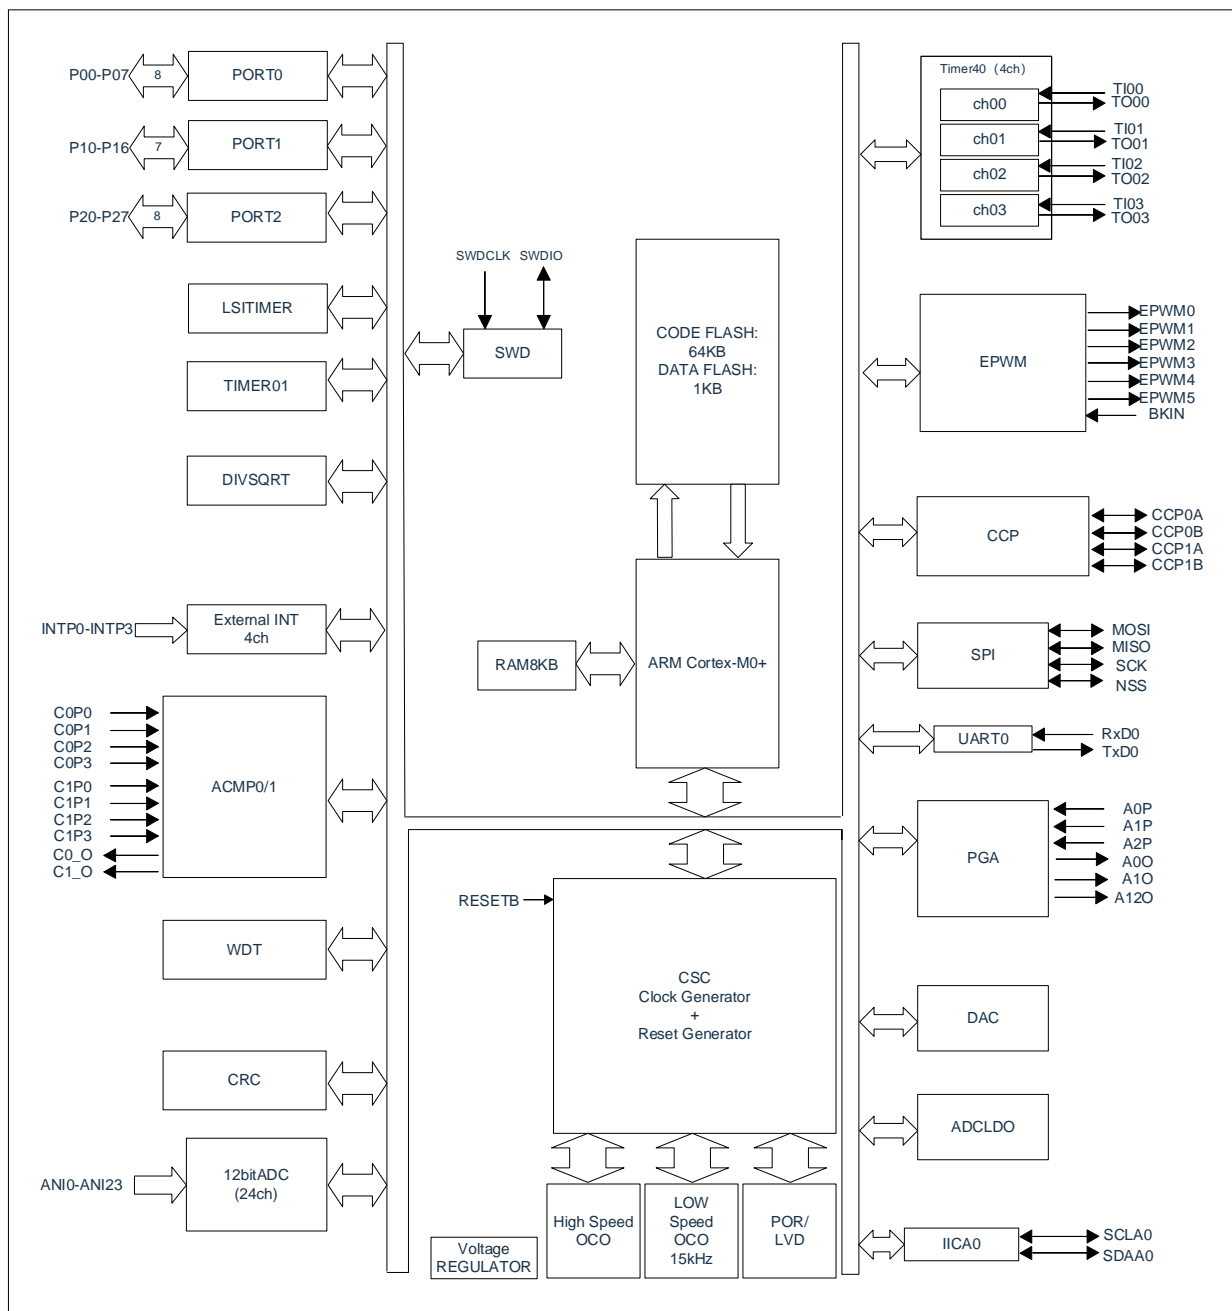 P00-P07
8
PORT0
P10-P16
7
PORT1
P20-P27
8
PORT2
LSITIMER
TIMER01
DIVSQRT
INTP0-INTP3
External INT
4ch
C0P0
C0P1
C0P2
C0P3
C1P0
C1P1
C1P2
C1P3
C0_O
C1_O
ACMP0/1
WDT
CRC
ANI0-ANI23
12bitADC
(24ch)
SWDCLK
SWDIO
SWD
CODE FLASH:
64KB
DATA FLASH:
1KB
RAM8KB
ARM Cortex-M0+
RESETB
CSC
Clock Generator
+
Reset Generator
Voltage
REGULATOR
High Speed
OCO
LOW
Speed
OCO
15kHz
POR/
LVD
Timer40 (4ch)
ch00
ch01
ch02
ch03
TI00
TO00
TI01
TO01
TI02
TO02
TI03
TO03
EPWM
EPWM0
EPWM1
EPWM2
EPWM3
EPWM4
EPWM5
BKIN
CCP
CCP0A
CCP0B
CCP1A
CCP1B
SPI
MOSI
MISO
SCK
NSS
UART0
RxD0
TxD0
PGA
A0P
A1P
A2P
A0O
A1O
A12O
DAC
ADCLDO
IICA0
SCLA0
SDAA0